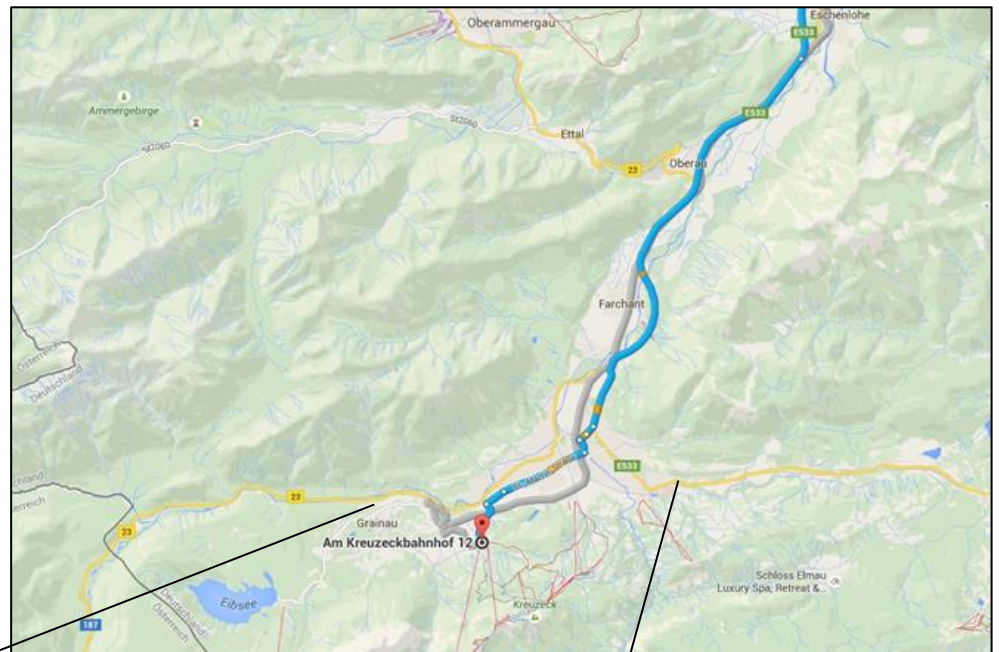 Eschenlohe
Oberammergau
E533
Ammergebirge
E533
St2060
Ettal
St2060
Oberau
23
Farchant
Österreich
Deutschland
E533
23
Grainau
23
Am Kreuzeckbahnhof 12
Schloss Elmau
Luxury Spa, Retreat &...
Eibsee
Kreuzeck
Deutschland
Österreich
187